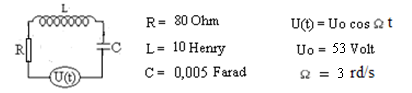 L
R
C
U(t)
R= 80 Ohm
L= 10 Henry
C= 0,005 Farad
U(t) = Uo cos Ω t
Uo = 53 Volt
Ω = 3 rd/s